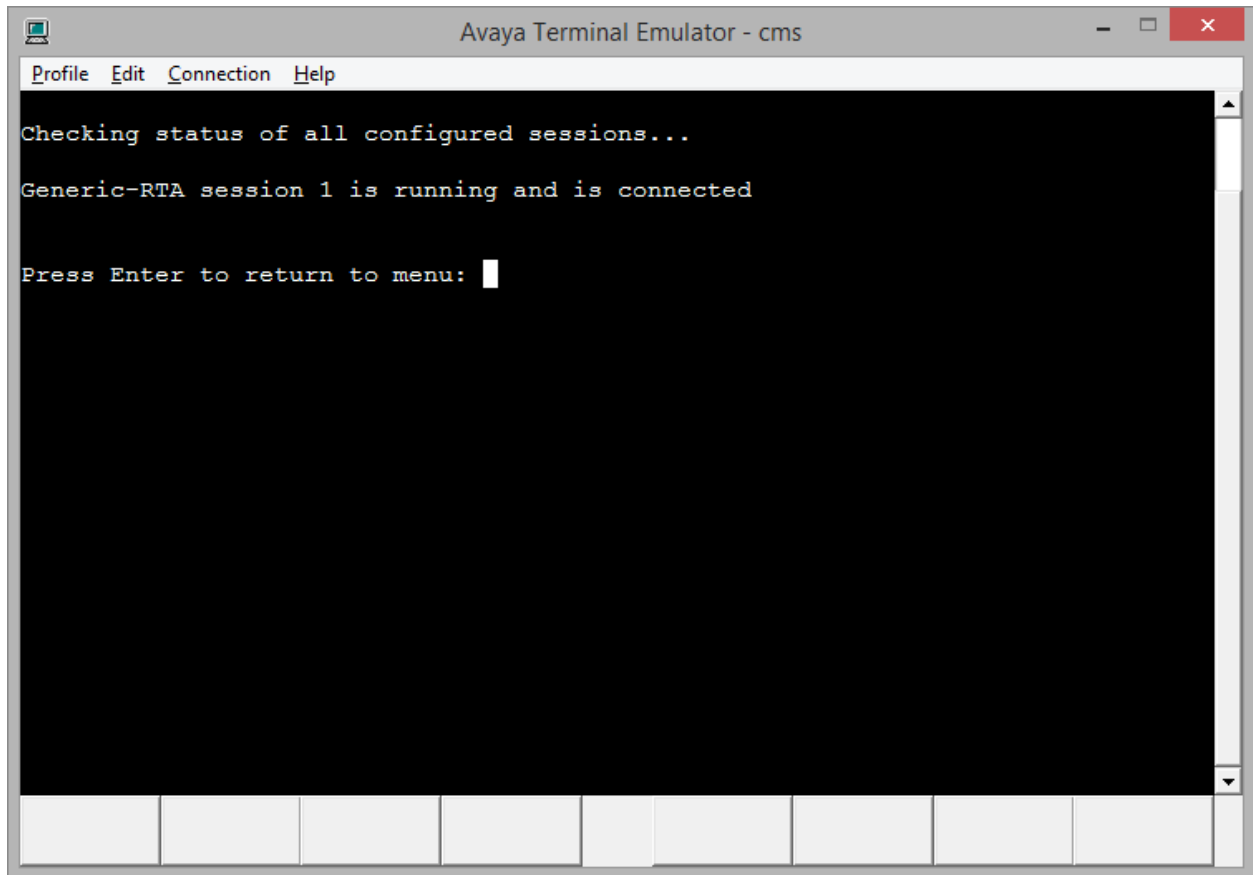 Avaya Terminal Emulator - cms
Profile Edit Connection Help
Checking status of all configured sessions...
Generic-RTA session 1 is running and is connected
Press Enter to return to menu: